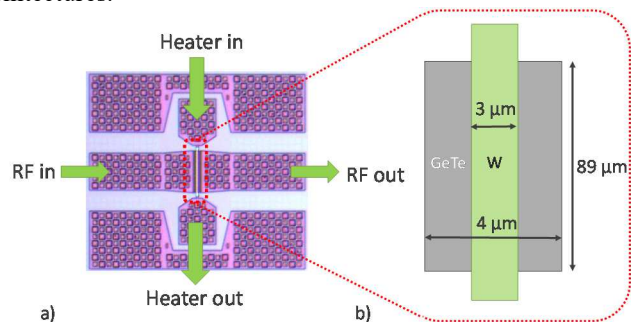 Heater in
RF in
RF out
Heater out
a)
3 µm
GeTe
W
89 µm
4 µm
b)